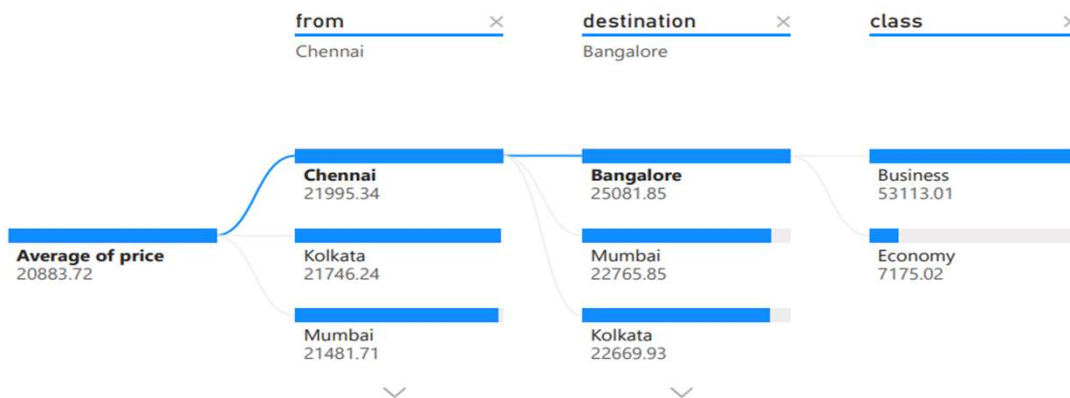 from
Chennai
destination
Bangalore
class
Average of price
20883.72
Chennai
21995.34
Kolkata
21746.24
Mumbai
21481.71
Bangalore
25081.85
Mumbai
22765.85
Kolkata
22669.93
Business
53113.01
Economy
7175.02